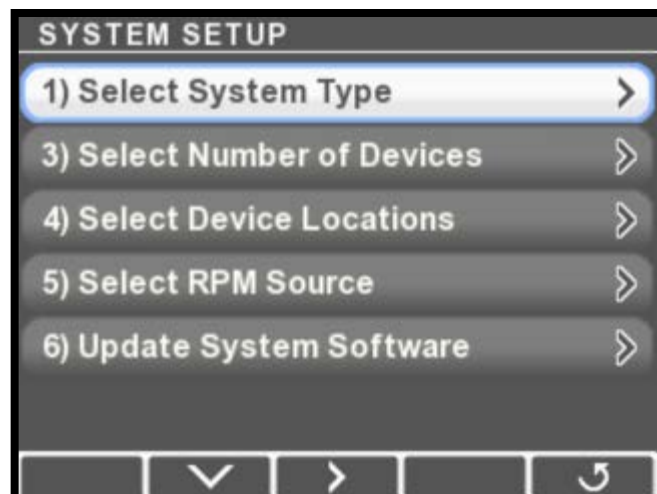 SYSTEM SETUP
1) Select System Type
3) Select Number of Devices
4) Select Device Locations
5) Select RPM Source
6) Update System Software